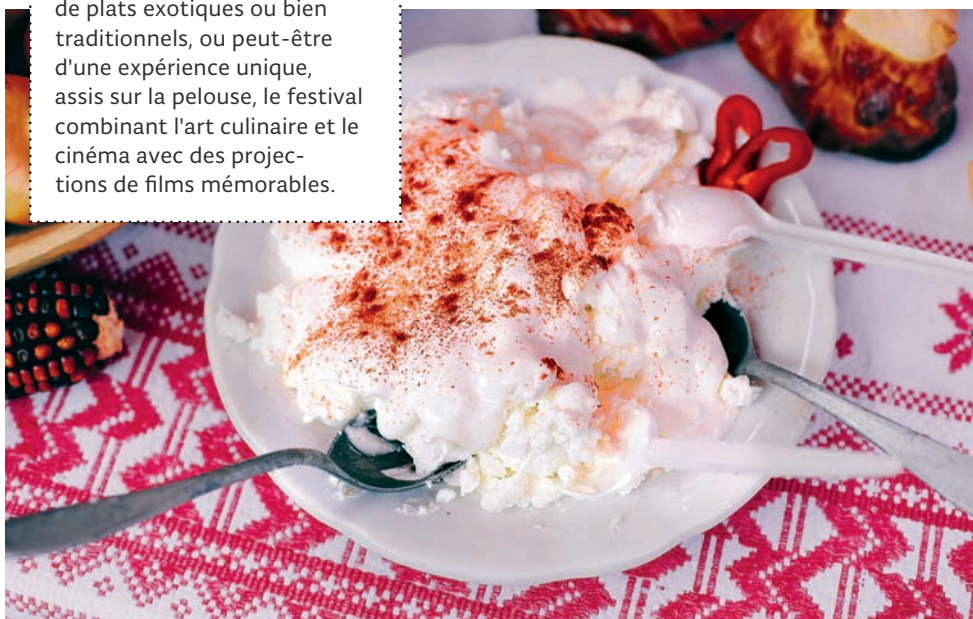 de plats exotiques ou bien
traditionnels, ou peut-être
d'une expérience unique,
assis sur la pelouse, le festival
combinant l'art culinaire et le
cinéma avec des projec-
tions de films mémorables.